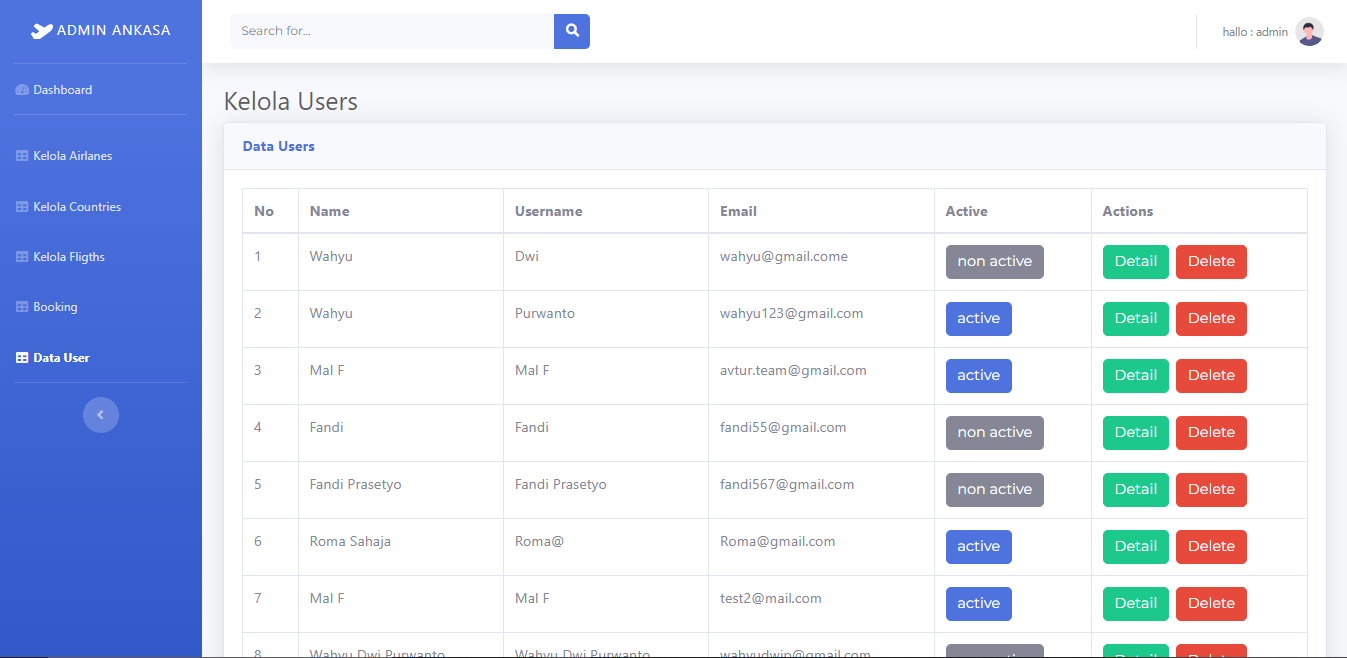 ADMIN ANKASA
Search for...
hallo : admin
Dashboard
Kelola Airlanes
Kelola Countries
Kelola Fligths
Booking
Data User
Kelola Users
Data Users
No Name Username Email Active Actions
1 Wahyu Dwi wahyu@gmail.come non active Detail Delete
2 Wahyu Purwanto wahyu123@gmail.com active Detail Delete
3 Mal F Mal F avtur.team@gmail.com active Detail Delete
4 Fandi Fandi fandi55@gmail.com non active Detail Delete
5 Fandi Prasetyo Fandi Prasetyo fandi567@gmail.com non active Detail Delete
6 Roma Sahaja Roma@ Roma@gmail.com active Detail Delete
7 Mal F Mal F test2@mail.com active Detail Delete
8 Wahyu Dwi Purwanto Wahyu Dwi Purwanto wahyudwip@gmail.com